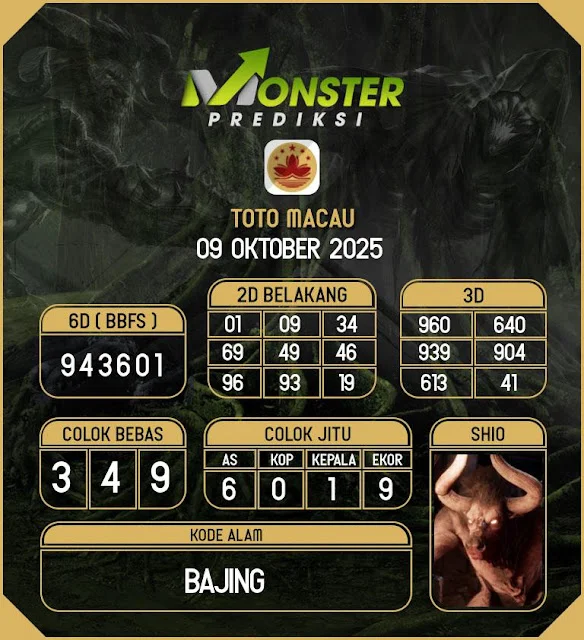 MONSTER
PREDIKSI
TOTO MACAU
09 OKTOBER 2025
6D ( BBFS )
943601
2D BELAKANG
01 09 34
69 49 46
96 93 19
3D
960 640
939 904
613 41
COLOK BEBAS
3 4 9
COLOK JITU
AS KOP KEPALA EKOR
6 0 1 9
SHIO
KODE ALAM
BAJING